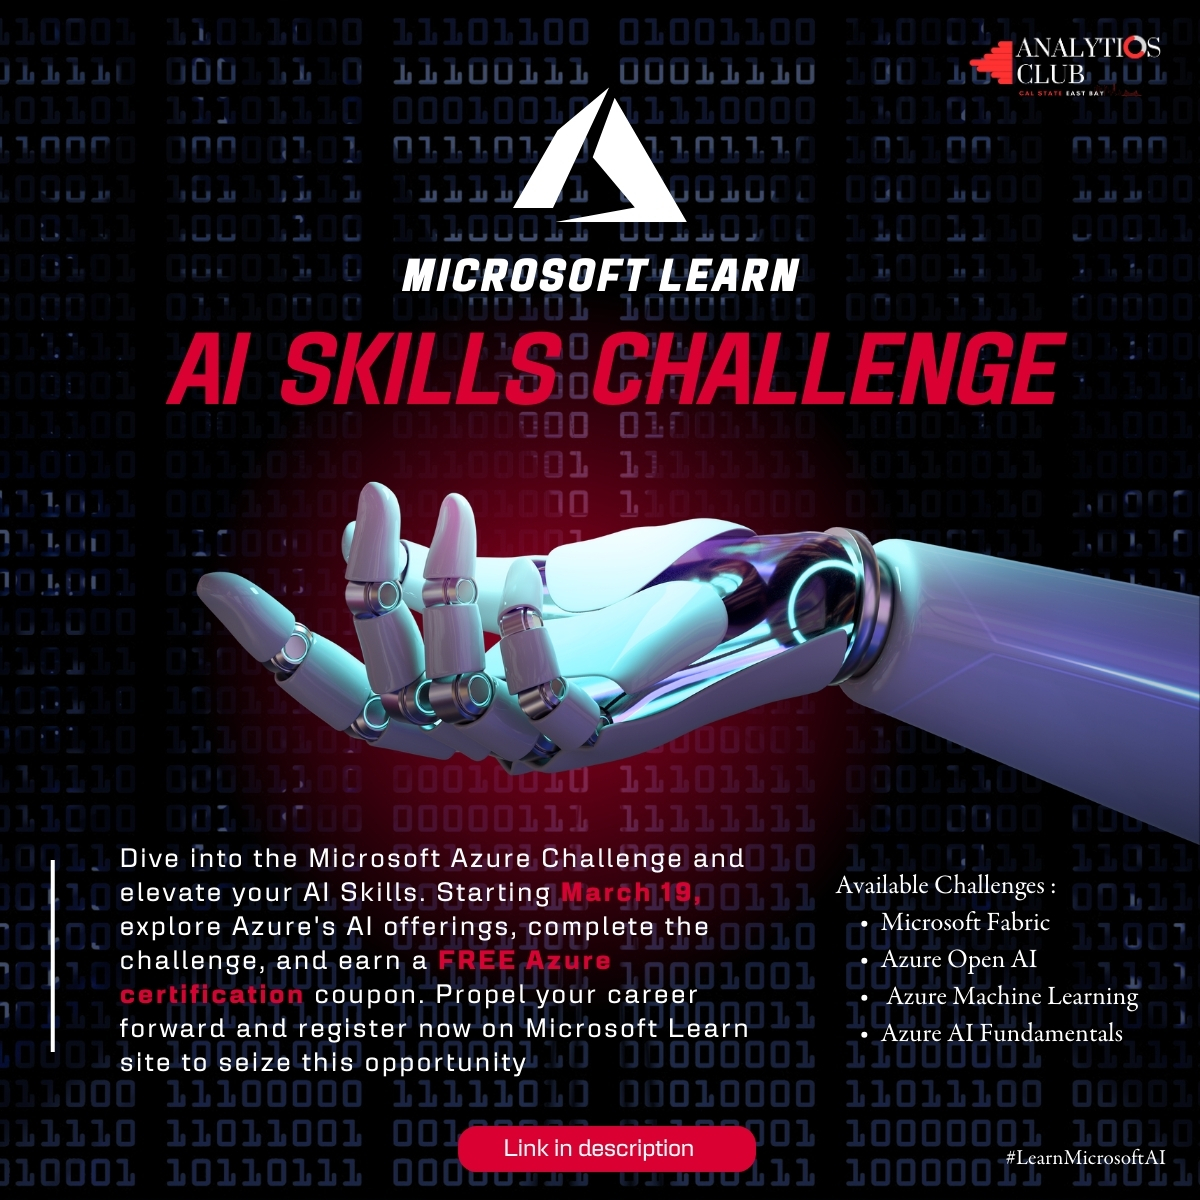 ANALYTICS
CLUB
CAL STATE EAST BAY
MICROSOFT LEARN
AI SKILLS CHALLENGE
Dive into the Microsoft Azure Challenge and
elevate your AI Skills. Starting March 19,
explore Azure's AI offerings, complete the
challenge, and earn a FREE Azure
certification coupon. Propel your career
forward and register now on Microsoft Learn
site to seize this opportunity
Available Challenges :
• Microsoft Fabric
• Azure Open AI
• Azure Machine Learning
• Azure AI Fundamentals
Link in description
#LearnMicrosoftAI